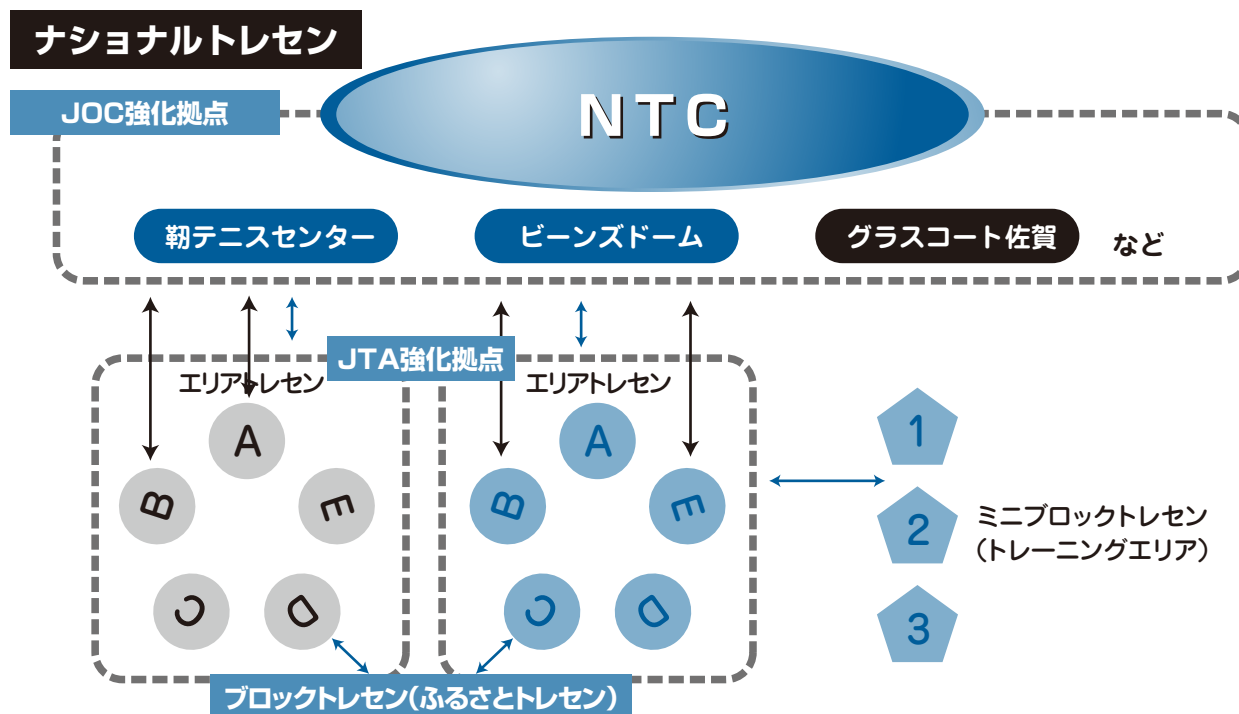 ナショナルトレセン
JOC強化拠点
NTC
靭テニスセンター
ビーンズドーム
グラスコート佐賀
など
JTA強化拠点
エリアトレセン
A
B
E
C
D
エリアトレセン
A
B
E
C
D
1
2
3
ミニブロックトレセン
(トレーニングエリア)
ブロックトレセン(ふるさとトレセン)